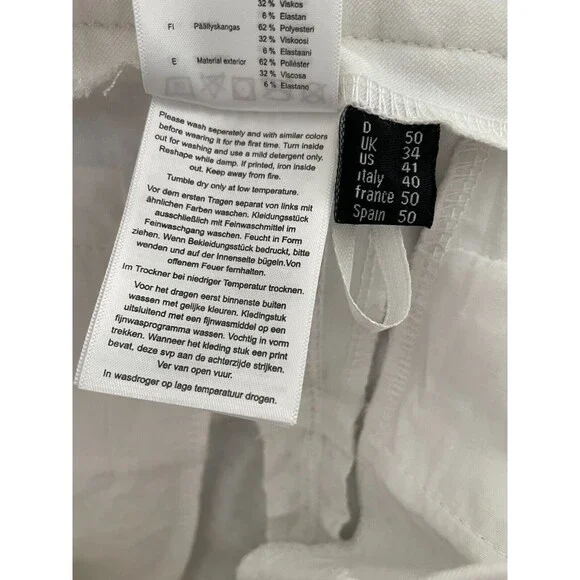 32 % Viskos
6 % Elastan
FI Päällyskangas 62 % Polyesteri
32 % Viskoosi
6 % Elastaani
E Material exterior 62 % Poliéster
32 % Viscosa
6 % Elastano
Please wash seperately and with similar colors
before wearing it for the first time. Turn inside
out for washing and use a mild detergent only.
Reshape while damp. If printed, iron inside
out. Keep away from fire.
Tumble dry only at low temperature.
Vor dem ersten Tragen separat von links mit
ähnlichen Farben waschen. Kleidungsstück
ausschließlich mit Feinwaschmittel im
Feinwaschgang waschen. Feucht in Form
ziehen. Wenn Bekleidungsstück bedruckt, bitte
wenden und auf der Innenseite bügeln.Von
offenem Feuer fernhalten.
Im Trockner bei niedriger Temperatur trocknen.
Voor het dragen eerst binnenste buiten
wassen met gelijke kleuren. Kledingstuk
uitsluitend met een fijnwasmiddel op een
fijnwasprogramma wassen. Vochtig in vorm
trekken. Wanneer het kleding stuk een print
bevat, deze svp aan de achterzijde strijken.
Ver van open vuur.
In wasdroger op lage temperatuur drogen.
D 50
UK 34
US 41
italy 40
france 50
Spain 50